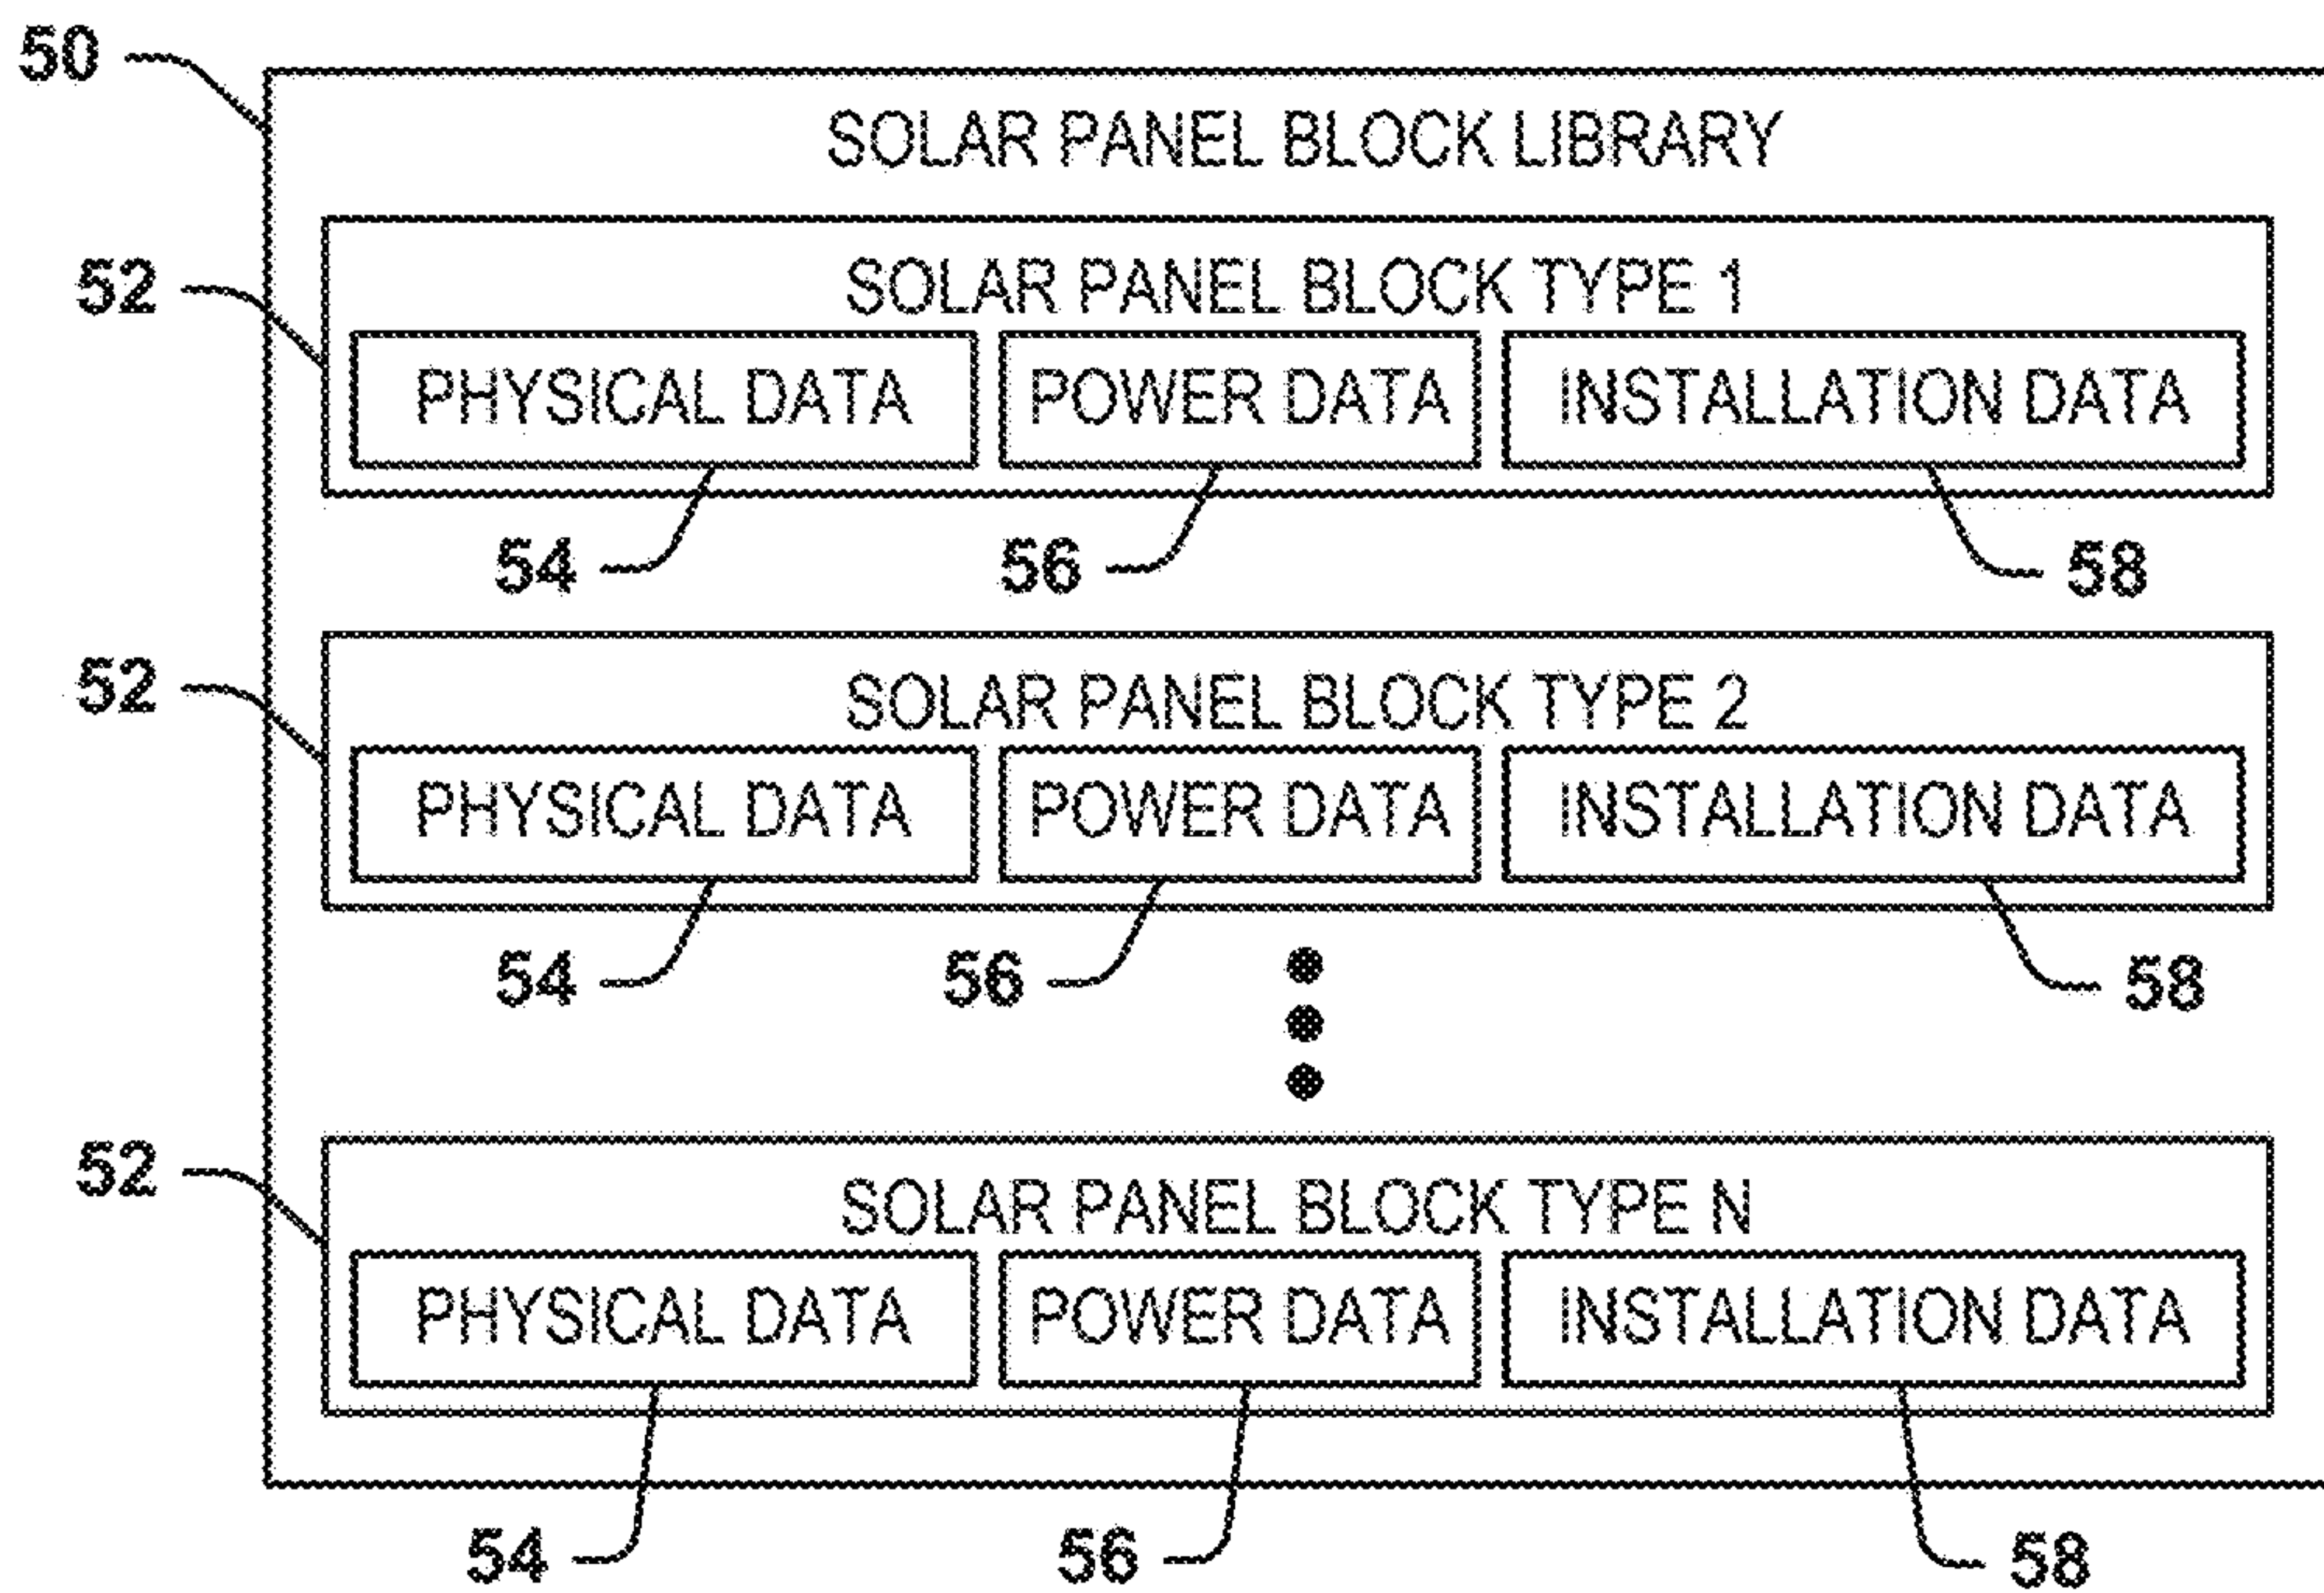 50
SOLAR PANEL BLOCK LIBRARY
52
SOLAR PANEL BLOCK TYPE 1
PHYSICAL DATA POWER DATA INSTALLATION DATA
54 56 58
52
SOLAR PANEL BLOCK TYPE 2
PHYSICAL DATA POWER DATA INSTALLATION DATA
54 56 58
52
SOLAR PANEL BLOCK TYPE N
PHYSICAL DATA POWER DATA INSTALLATION DATA
54 56 58